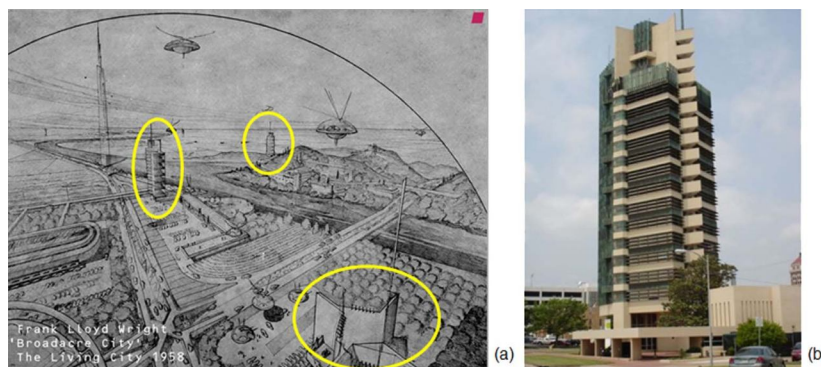 Frank Lloyd Wright
'Broadacre City'
The Living City 1958
(a)
(b